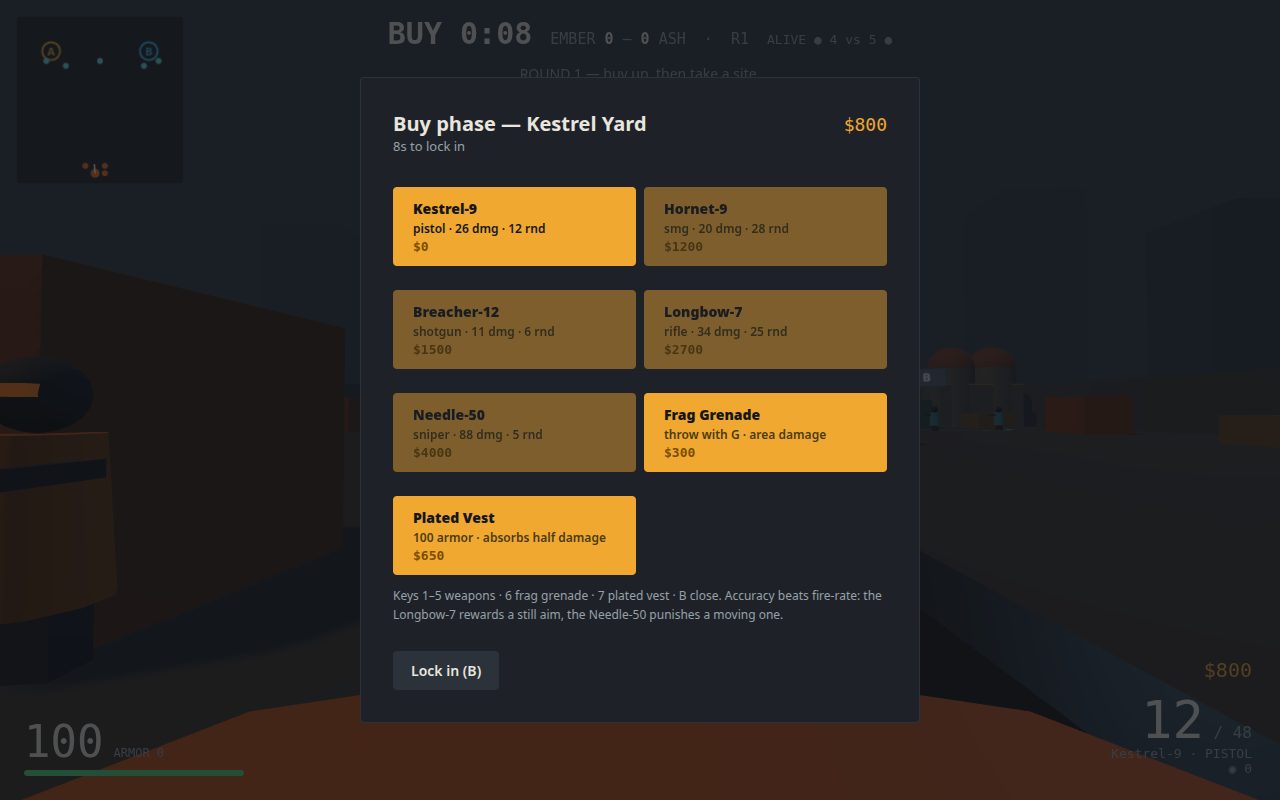 A
B
BUY 0:08 EMBER 0 — 0 ASH · R1 ALIVE ● 4 vs 5 ●
ROUND 1 — buy up, then take a site
Buy phase — Kestrel Yard
$800
8s to lock in
Kestrel-9
pistol · 26 dmg · 12 rnd
$0
Hornet-9
smg · 20 dmg · 28 rnd
$1200
Breacher-12
shotgun · 11 dmg · 6 rnd
$1500
Longbow-7
rifle · 34 dmg · 25 rnd
$2700
Needle-50
sniper · 88 dmg · 5 rnd
$4000
Frag Grenade
throw with G · area damage
$300
Plated Vest
100 armor · absorbs half damage
$650
Keys 1–5 weapons · 6 frag grenade · 7 plated vest · B close. Accuracy beats fire-rate: the
Longbow-7 rewards a still aim, the Needle-50 punishes a moving one.
Lock in (B)
B
100 ARMOR 0
$800
12 / 48
Kestrel-9 · PISTOL
● 0